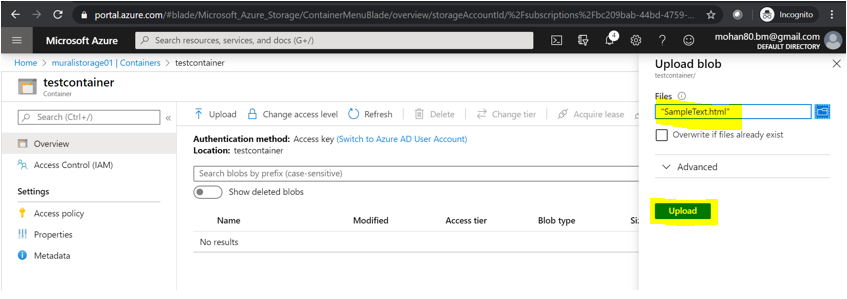 portal.azure.com/#blade/Microsoft_Azure_Storage/ContainerMenuBlade/overview/storageAccountId/%2Fsubscriptions%2Fbc209bab-44bd-4759-...
Incognito
Microsoft Azure
Search resources, services, and docs (G+/)
4
mohan80.bm@gmail.com
DEFAULT DIRECTORY
Home > muralistorage01 | Containers > testcontainer
testcontainer
Container
Search (Ctrl+/)
Overview
Access Control (IAM)
Settings
Access policy
Properties
Metadata
Upload Change access level Refresh Delete Change tier Acquire lease
Authentication method: Access key (Switch to Azure AD User Account)
Location: testcontainer
Search blobs by prefix (case-sensitive)
Show deleted blobs
Name Modified Access tier Blob type
No results
Upload blob
testcontainer/
Files
"SampleText.html"
Overwrite if files already exist
Advanced
Upload